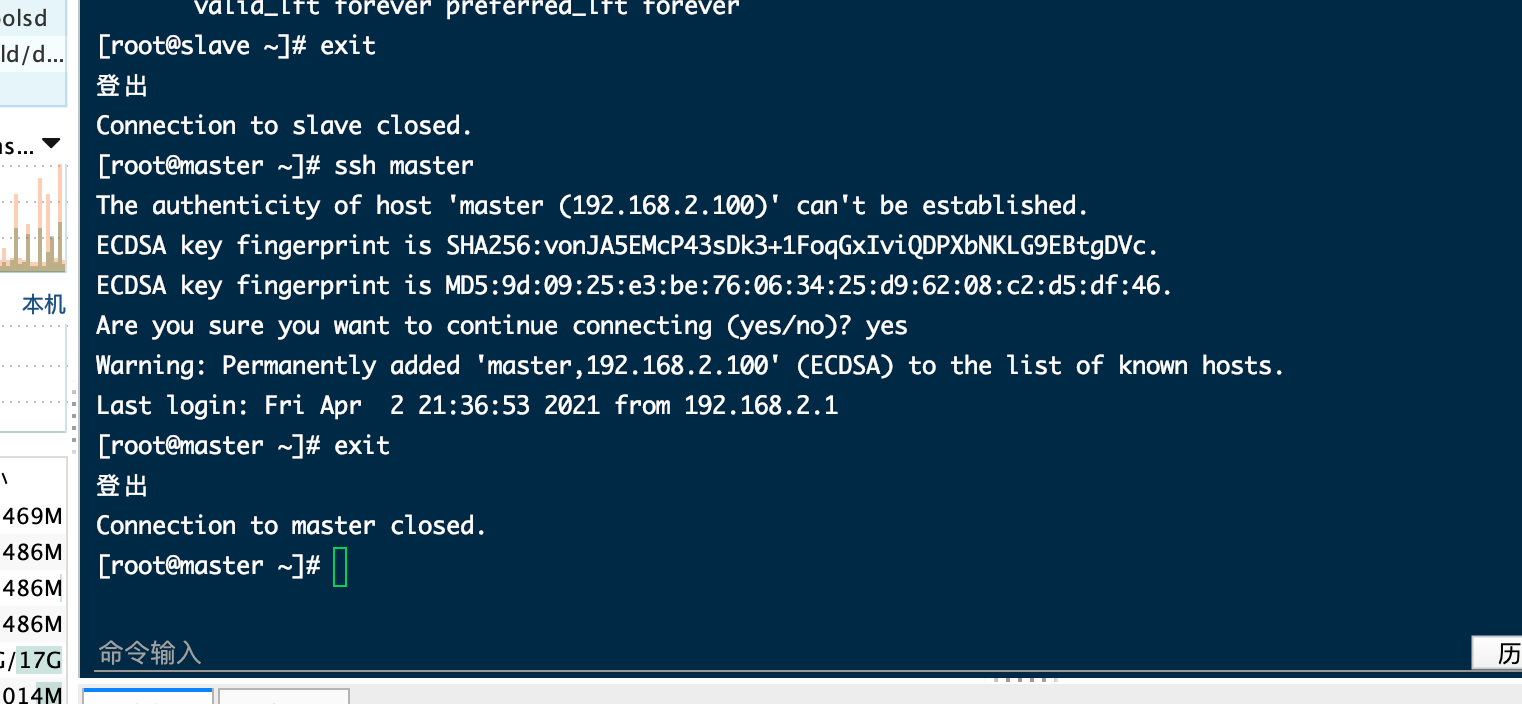 olsd
ld/d...
s...
本机
469M
486M
486M
486M
/17G
014M
valid_lft forever preferred_lft forever
[root@slave ~]# exit
登出
Connection to slave closed.
[root@master ~]# ssh master
The authenticity of host 'master (192.168.2.100)' can't be established.
ECDSA key fingerprint is SHA256:vonJA5EMcP43sDk3+1FoqGxIviQDPXbNKLG9EBtgDVc.
ECDSA key fingerprint is MD5:9d:09:25:e3:be:76:06:34:25:d9:62:08:c2:d5:df:46.
Are you sure you want to continue connecting (yes/no)? yes
Warning: Permanently added 'master,192.168.2.100' (ECDSA) to the list of known hosts.
Last login: Fri Apr  2 21:36:53 2021 from 192.168.2.1
[root@master ~]# exit
登出
Connection to master closed.
[root@master ~]#
命令输入
历